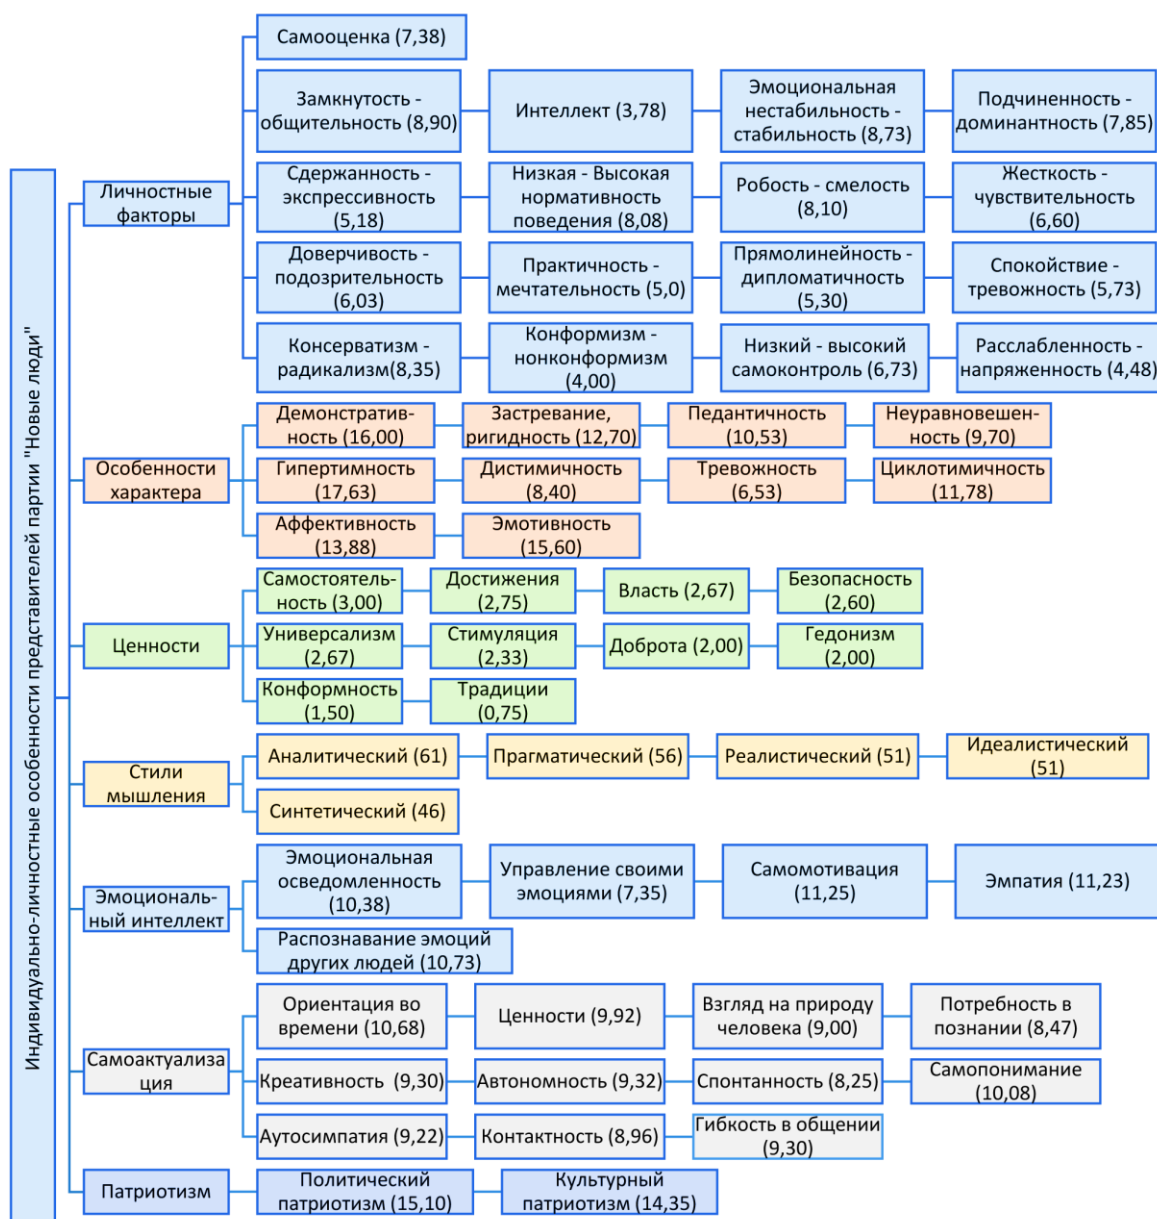 Индивидуально-личностные особенности представителей партии "Новые люди"
Личностные
факторы
Самооценка (7,38)
Замкнутость -
общительность (8,90)
Интеллект (3,78)
Эмоциональная
нестабильность -
стабильность (8,73)
Подчиненность -
доминантность (7,85)
Сдержанность -
экспрессивность
(5,18)
Низкая - Высокая
нормативность
поведения (8,08)
Робость - смелость
(8,10)
Жесткость -
чувствительность
(6,60)
Доверчивость -
подозрительность
(6,03)
Практичность -
мечтательность (5,0)
Прямолинейность -
дипломатичность
(5,30)
Спокойствие -
тревожность (5,73)
Консерватизм -
радикализм(8,35)
Конформизм -
нонконформизм
(4,00)
Низкий - высокий
самоконтроль (6,73)
Расслабленность -
напряженность (4,48)
Особенности
характера
Демонстратив-
ность (16,00)
Застревание,
ригидность (12,70)
Педантичность
(10,53)
Неуравновешен-
ность (9,70)
Гипертимность
(17,63)
Дистимичность
(8,40)
Тревожность
(6,53)
Циклотимичность
(11,78)
Аффективность
(13,88)
Эмотивность
(15,60)
Ценности
Самостоятель-
ность (3,00)
Достижения
(2,75)
Власть (2,67)
Безопасность
(2,60)
Универсализм
(2,67)
Стимуляция
(2,33)
Доброта (2,00)
Гедонизм
(2,00)
Конформность
(1,50)
Традиции
(0,75)
Стили
мышления
Аналитический (61)
Прагматический (56)
Реалистический (51)
Идеалистический
(51)
Синтетический (46)
Эмоциональ-
ный интеллект
Эмоциональная
осведомленность
(10,38)
Управление своими
эмоциями (7,35)
Самомотивация
(11,25)
Эмпатия (11,23)
Распознавание эмоций
других людей (10,73)
Самоактуализа
ция
Ориентация во
времени (10,68)
Ценности (9,92)
Взгляд на природу
человека (9,00)
Потребность в
познании (8,47)
Креативность (9,30)
Автономность (9,32)
Спонтанность (8,25)
Самопонимание
(10,08)
Аутосимпатия (9,22)
Контактность (8,96)
Гибкость в общении
(9,30)
Патриотизм
Политический
патриотизм (15,10)
Культурный
патриотизм (14,35)